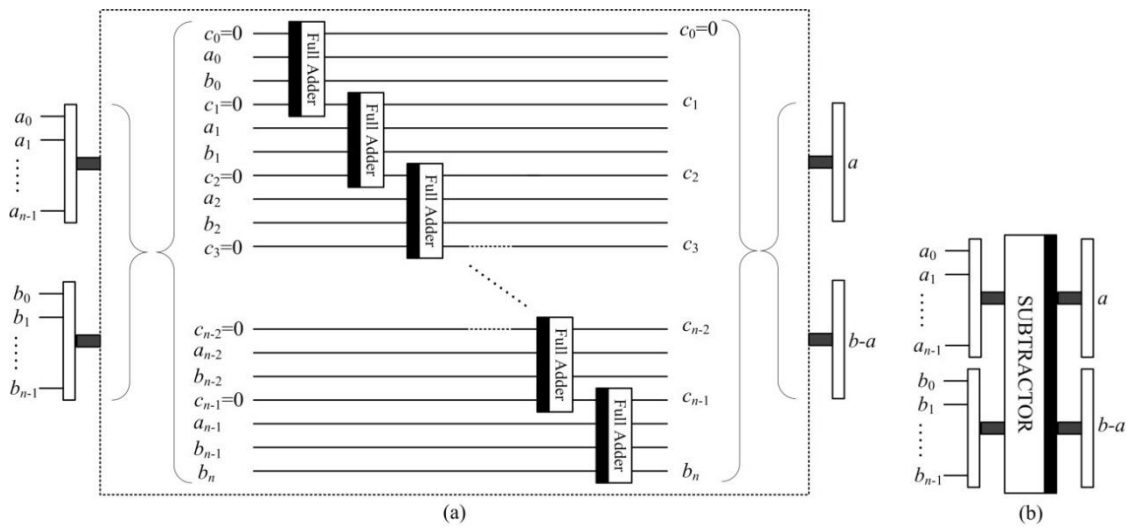 a₀
a₁
aₙ₋₁
b₀
b₁
bₙ₋₁
c₀=0
a₀
b₀
c₁=0
a₁
b₁
c₂=0
a₂
b₂
c₃=0
cₙ₋₂=0
aₙ₋₂
bₙ₋₂
cₙ₋₁=0
aₙ₋₁
bₙ₋₁
bₙ
Full Adder
Full Adder
Full Adder
Full Adder
Full Adder
c₀=0
c₁
c₂
c₃
cₙ₋₂
cₙ₋₁
bₙ
a
b-a
(a)
a₀
a₁
aₙ₋₁
b₀
b₁
bₙ₋₁
SUBTRACTOR
a
b-a
(b)